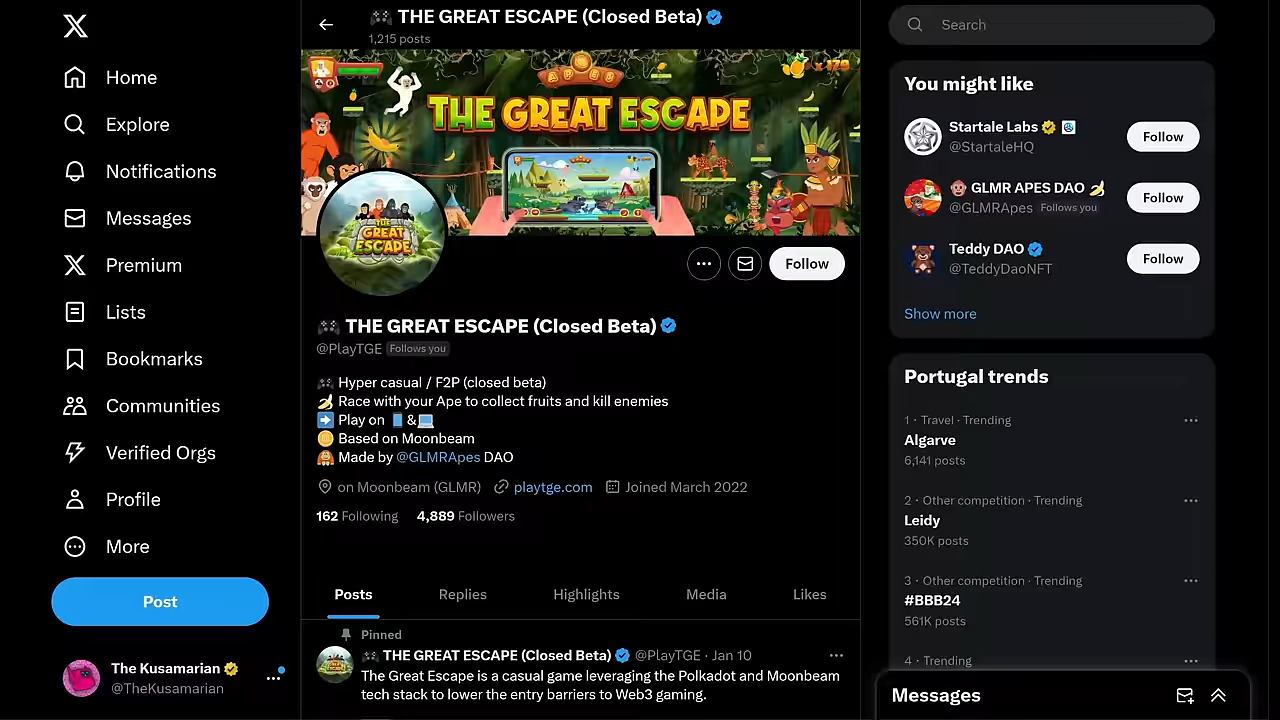 Home
Explore
Notifications
Messages
Premium
Lists
Bookmarks
Communities
Verified Orgs
Profile
More
Post
The Kusamarian
@TheKusamarian
🎮 THE GREAT ESCAPE (Closed Beta)
1,215 posts
APES
x 179
THE GREAT ESCAPE
THE
GREAT
ESCAPE
Follow
🎮 THE GREAT ESCAPE (Closed Beta)
@PlayTGE Follows you
🎮 Hyper casual / F2P (closed beta)
🍌 Race with your Ape to collect fruits and kill enemies
➡️ Play on 📱&💻
🪙 Based on Moonbeam
🦧 Made by @GLMRApes DAO
on Moonbeam (GLMR) playtge.com Joined March 2022
162 Following 4,889 Followers
Posts Replies Highlights Media Likes
Pinned
🎮 THE GREAT ESCAPE (Closed Beta) @PlayTGE · Jan 10
The Great Escape is a casual game leveraging the Polkadot and Moonbeam
tech stack to lower the entry barriers to Web3 gaming.
Search
You might like
Startale Labs
@StartaleHQ
Follow
🐵 GLMR APES DAO 🍌
@GLMRApes Follows you
Follow
Teddy DAO
@TeddyDaoNFT
Follow
Show more
Portugal trends
1 · Travel · Trending
Algarve
6,141 posts
2 · Other competition · Trending
Leidy
350K posts
3 · Other competition · Trending
#BBB24
561K posts
4 · Trending
Messages